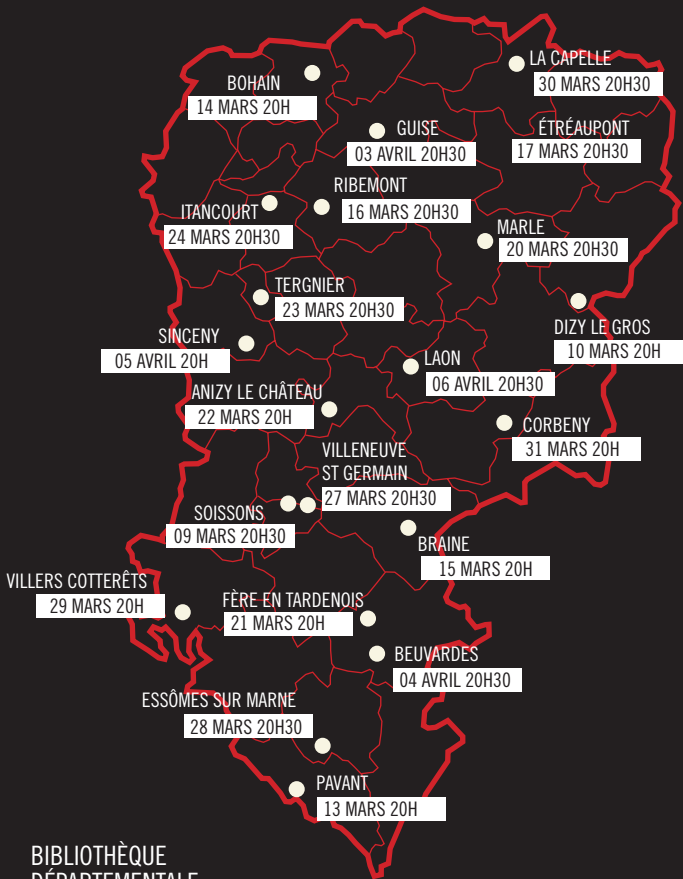 LA CAPELLE
30 MARS 20H30
BOHAIN
14 MARS 20H
GUISE
03 AVRIL 20H30
ÉTRÉAUPONT
17 MARS 20H30
RIBEMONT
16 MARS 20H30
ITANCOURT
24 MARS 20H30
MARLE
20 MARS 20H30
TERGNIER
23 MARS 20H30
DIZY LE GROS
10 MARS 20H
SINCENY
05 AVRIL 20H
LAON
06 AVRIL 20H30
ANIZY LE CHÂTEAU
22 MARS 20H
CORBENY
31 MARS 20H
VILLENEUVE
ST GERMAIN
27 MARS 20H30
SOISSONS
09 MARS 20H30
BRAINE
15 MARS 20H
VILLERS COTTERÊTS
29 MARS 20H
FÈRE EN TARDENOIS
21 MARS 20H
BEUVARDES
04 AVRIL 20H30
ESSÔMES SUR MARNE
28 MARS 20H30
PAVANT
13 MARS 20H
BIBLIOTHÈQUE
DÉPARTEMENTALE